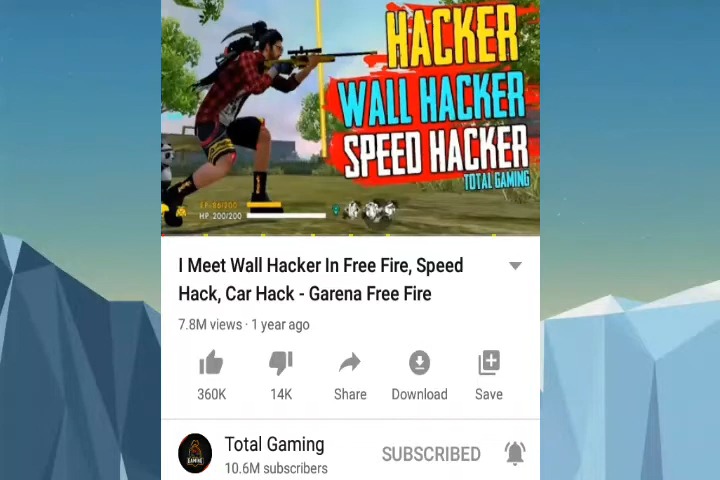 HACKER
WALL HACKER
SPEED HACKER
TOTAL GAMING
HP 200/200
I Meet Wall Hacker In Free Fire, Speed
Hack, Car Hack - Garena Free Fire
7.8M views · 1 year ago
360K 14K Share Download Save
Total Gaming
10.6M subscribers
SUBSCRIBED